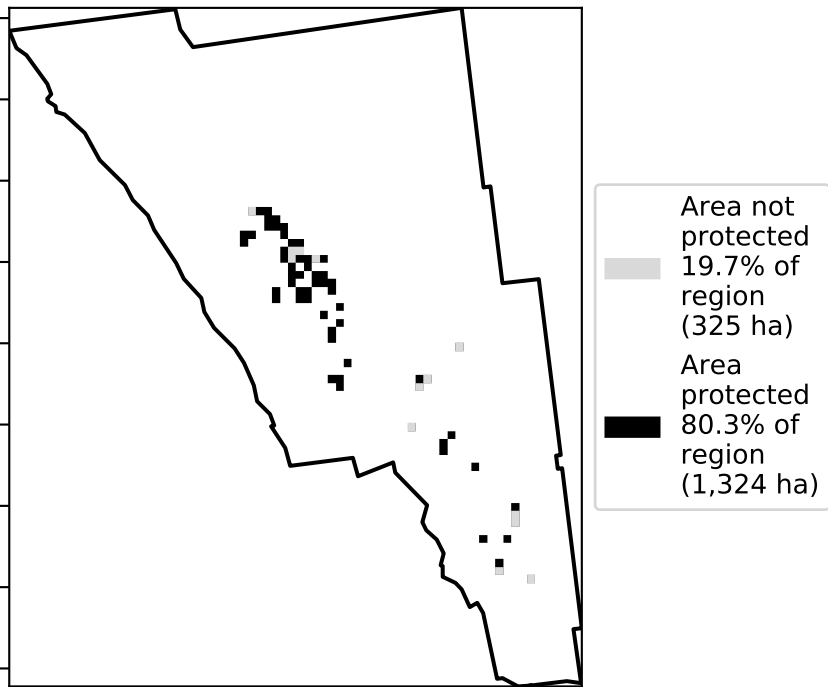 Area not
protected
19.7% of
region
(325 ha)
Area
protected
80.3% of
region
(1,324 ha)